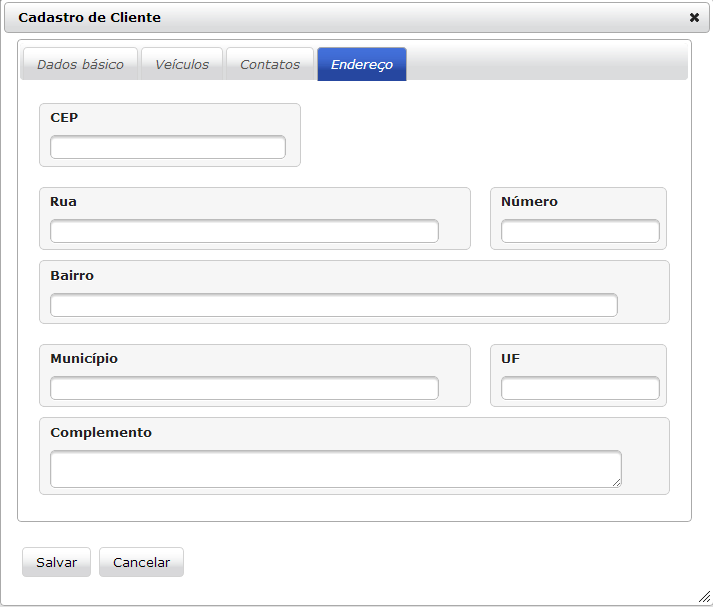 Cadastro de Cliente
Dados básico Veículos Contatos Endereço
CEP
Rua Número
Bairro
Município UF
Complemento
Salvar Cancelar